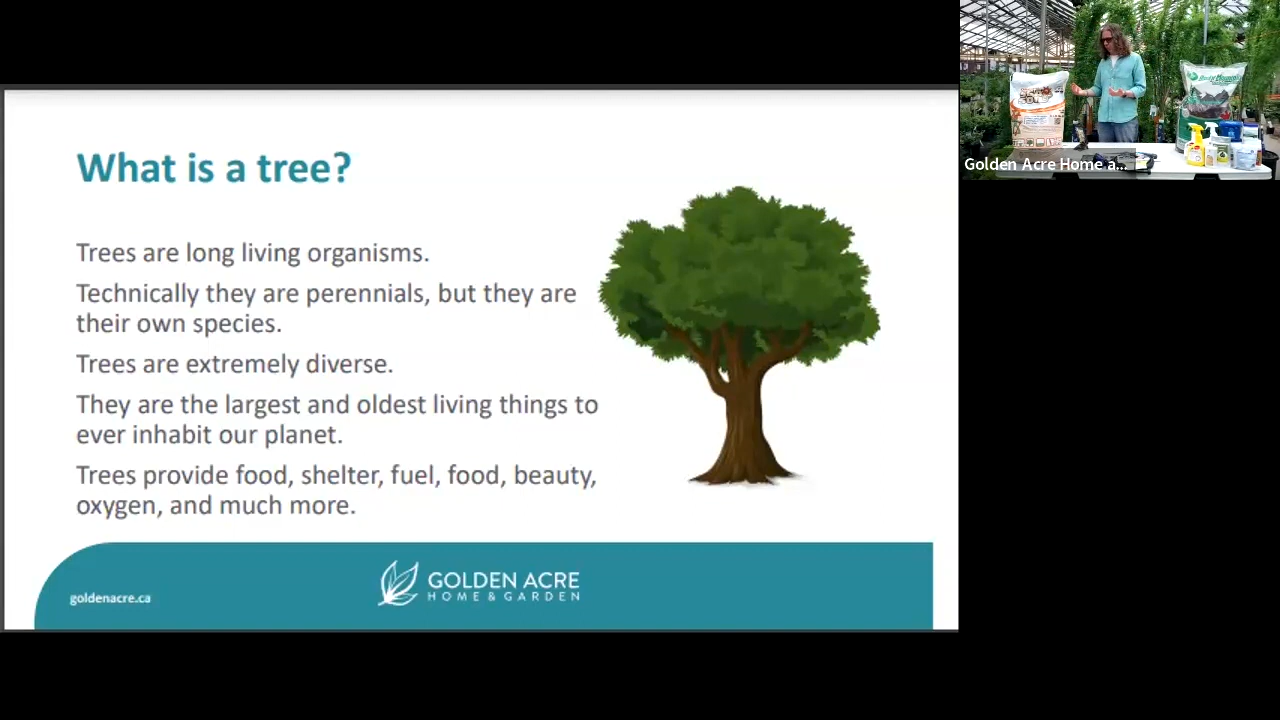 What is a tree?
Trees are long living organisms.
Technically they are perennials, but they are
their own species.
Trees are extremely diverse.
They are the largest and oldest living things to
ever inhabit our planet.
Trees provide food, shelter, fuel, food, beauty,
oxygen, and much more.
goldenacre.ca
GOLDEN ACRE
HOME & GARDEN
Golden Acre Home a...